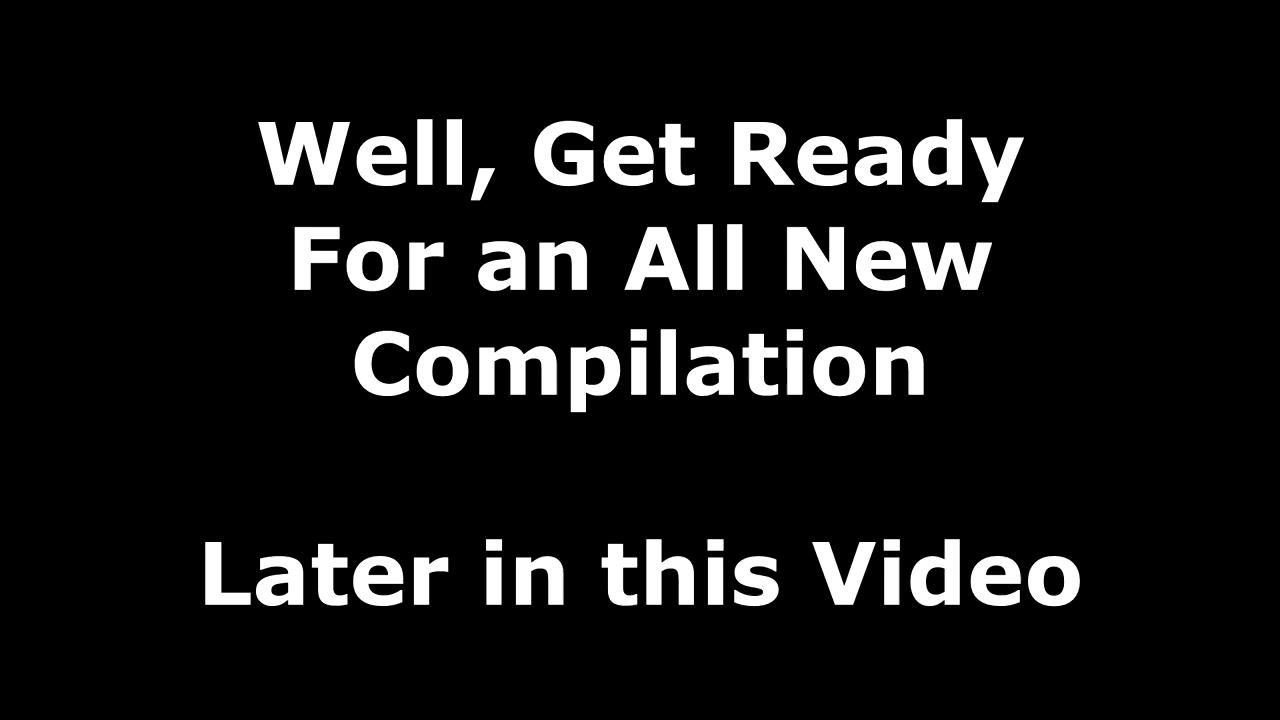 Well, Get Ready
For an All New
Compilation
Later in this Video